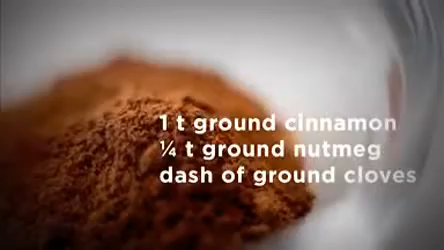 1 t ground cinnamon
¼ t ground nutmeg
dash of ground cloves